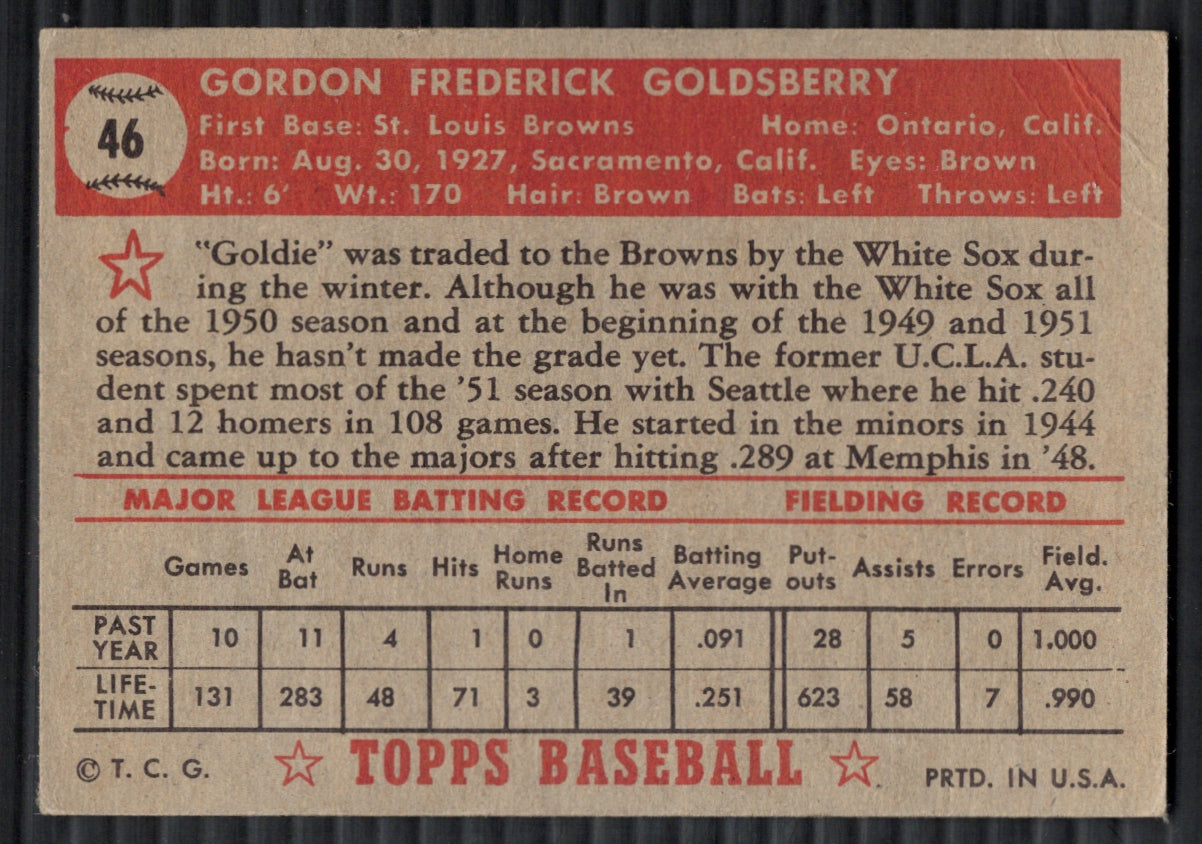 46
GORDON FREDERICK GOLDSBERRY
First Base: St. Louis Browns Home: Ontario, Calif.
Born: Aug. 30, 1927, Sacramento, Calif. Eyes: Brown
Ht.: 6' Wt.: 170 Hair: Brown Bats: Left Throws: Left
"Goldie" was traded to the Browns by the White Sox dur-
ing the winter. Although he was with the White Sox all
of the 1950 season and at the beginning of the 1949 and 1951
seasons, he hasn't made the grade yet. The former U.C.L.A. stu-
dent spent most of the '51 season with Seattle where he hit .240
and 12 homers in 108 games. He started in the minors in 1944
and came up to the majors after hitting .289 at Memphis in '48.
MAJOR LEAGUE BATTING RECORD FIELDING RECORD
Games At Bat Runs Hits Home Runs Runs Batted In Batting Average Put-outs Assists Errors Field. Avg.
PAST YEAR 10 11 4 1 0 1 .091 28 5 0 1.000
LIFE-TIME 131 283 48 71 3 39 .251 623 58 7 .990
© T. C. G. TOPPS BASEBALL PRTD. IN U.S.A.